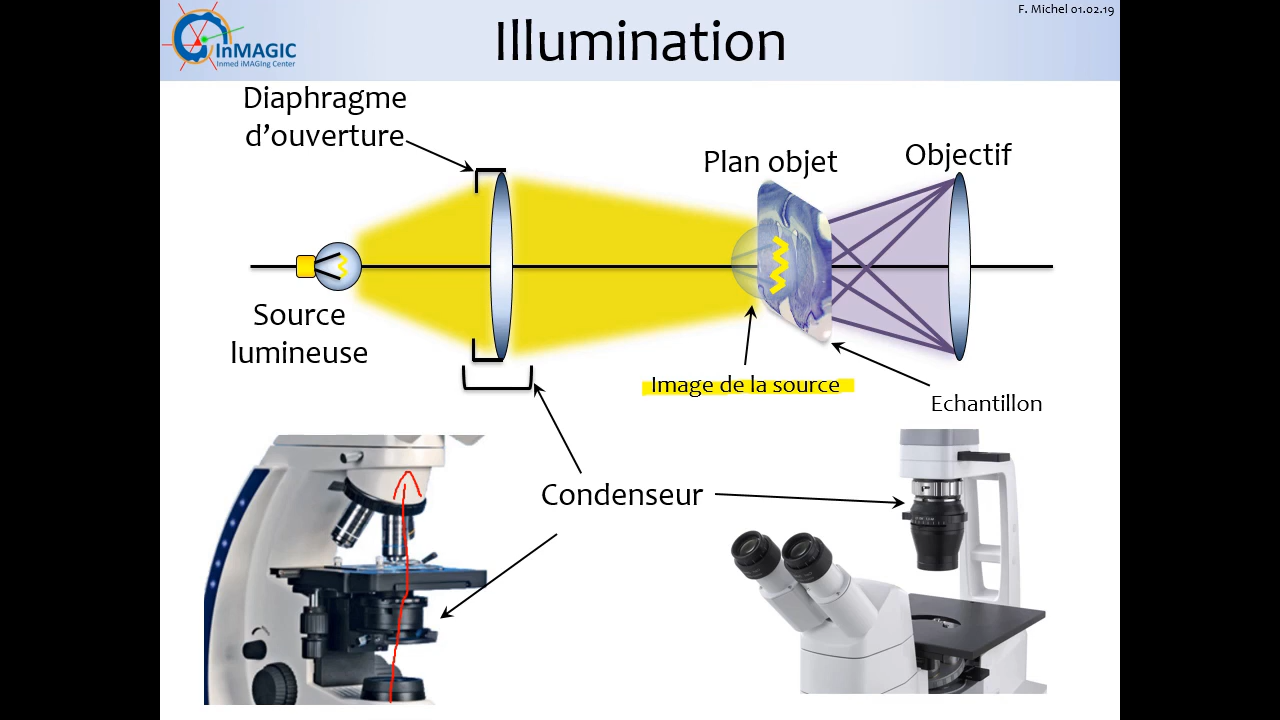 F. Michel 01.02.19
InMAGIC
Inmed iMAGIng Center
Illumination
Diaphragme
d’ouverture
Plan objet
Objectif
Source
lumineuse
Image de la source
Echantillon
Condenseur